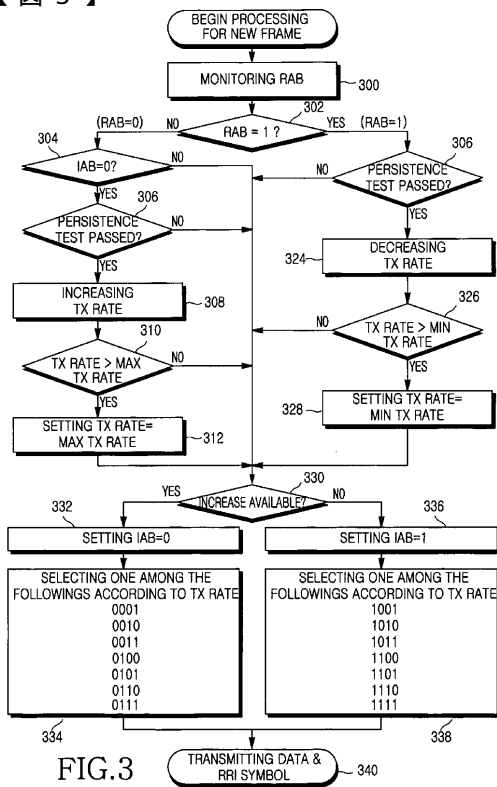 【図3】
BEGIN PROCESSING
FOR NEW FRAME
MONITORING RAB
300
302
(RAB=0)
NO
RAB = 1 ?
YES
(RAB=1)
304
IAB=0?
NO
YES
306
PERSISTENCE
TEST PASSED?
NO
YES
306
PERSISTENCE
TEST PASSED?
NO
YES
INCREASING
TX RATE
308
324
DECREASING
TX RATE
310
TX RATE > MAX
TX RATE
NO
YES
326
TX RATE > MIN
TX RATE
NO
YES
SETTING TX RATE=
MAX TX RATE
312
328
SETTING TX RATE=
MIN TX RATE
330
YES
INCREASE AVAILABLE?
NO
332
SETTING IAB=0
336
SETTING IAB=1
SELECTING ONE AMONG THE
FOLLOWINGS ACCORDING TO TX RATE
0001
0010
0011
0100
0101
0110
0111
334
SELECTING ONE AMONG THE
FOLLOWINGS ACCORDING TO TX RATE
1001
1010
1011
1100
1101
1110
1111
338
FIG.3
TRANSMITTING DATA &
RRI SYMBOL
340